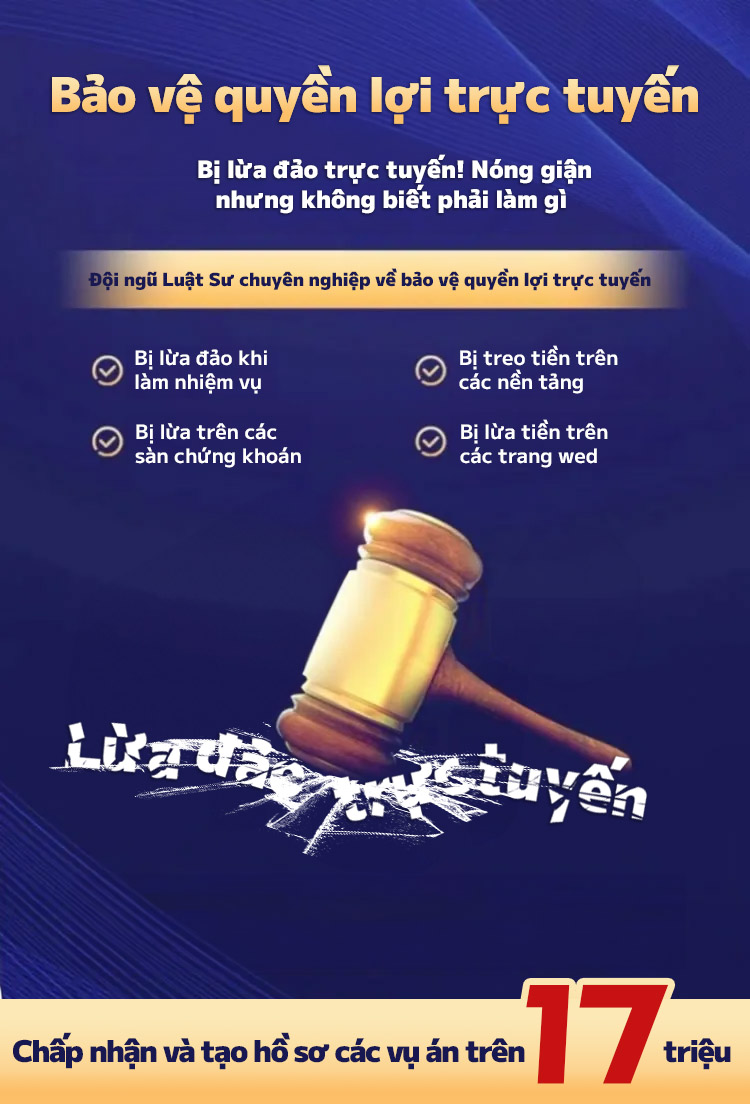 Bảo vệ quyền lợi trực tuyến
Bị lừa đảo trực tuyến! Nóng giận
nhưng không biết phải làm gì
Đội ngũ Luật Sư chuyên nghiệp về bảo vệ quyền lợi trực tuyến
Bị lừa đảo khi
làm nhiệm vụ
Bị treo tiền trên
các nền tảng
Bị lừa trên các
sàn chứng khoán
Bị lừa tiền trên
các trang wed
Lừa đảo trực tuyến
Chấp nhận và tạo hồ sơ các vụ án trên 17 triệu